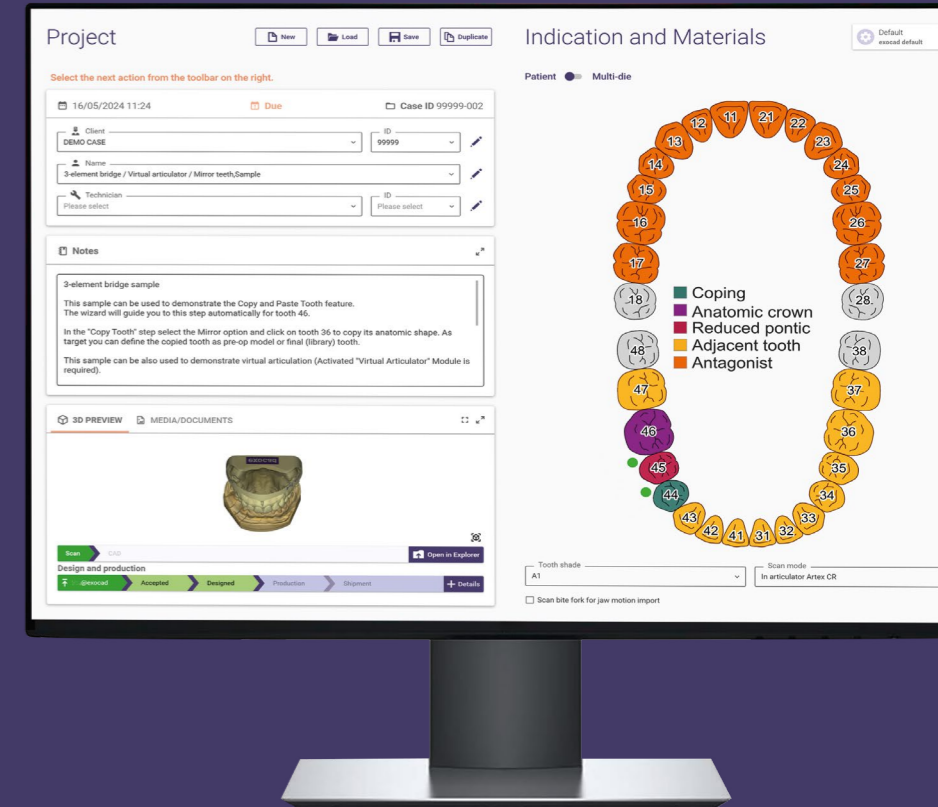 Project
New
Load
Save
Duplicate
Select the next action from the toolbar on the right.
16/05/2024 11:24
Due
Case ID 99999-002
Client
DEMO CASE
ID
99999
Name
3-element bridge / Virtual articulator / Mirror teeth,Sample
Technician
Please select
ID
Please select
Notes
3-element bridge sample
This sample can be used to demonstrate the Copy and Paste Tooth feature.
The wizard will guide you to this step automatically for tooth 46.
In the "Copy Tooth" step select the Mirror option and click on tooth 36 to copy its anatomic shape. As
target you can define the copied tooth as pre-op model or final (library) tooth.
This sample can be also used to demonstrate virtual articulation (Activated "Virtual Articulator" Module is
required).
3D PREVIEW
MEDIA/DOCUMENTS
Scan
CAD
Open in Explorer
Design and production
@exocad
Accepted
Designed
Production
Shipment
+ Details
Indication and Materials
Default
exocad default
Patient
Multi-die
12 11 21 22
13 23
14 24
15 25
16 26
17 27
18 28
Coping
Anatomic crown
Reduced pontic
Adjacent tooth
Antagonist
48 38
47 37
46 36
45 35
44 34
43 33
42 41 31 32
Tooth shade
A1
Scan mode
In articulator Artex CR
Scan bite fork for jaw motion import